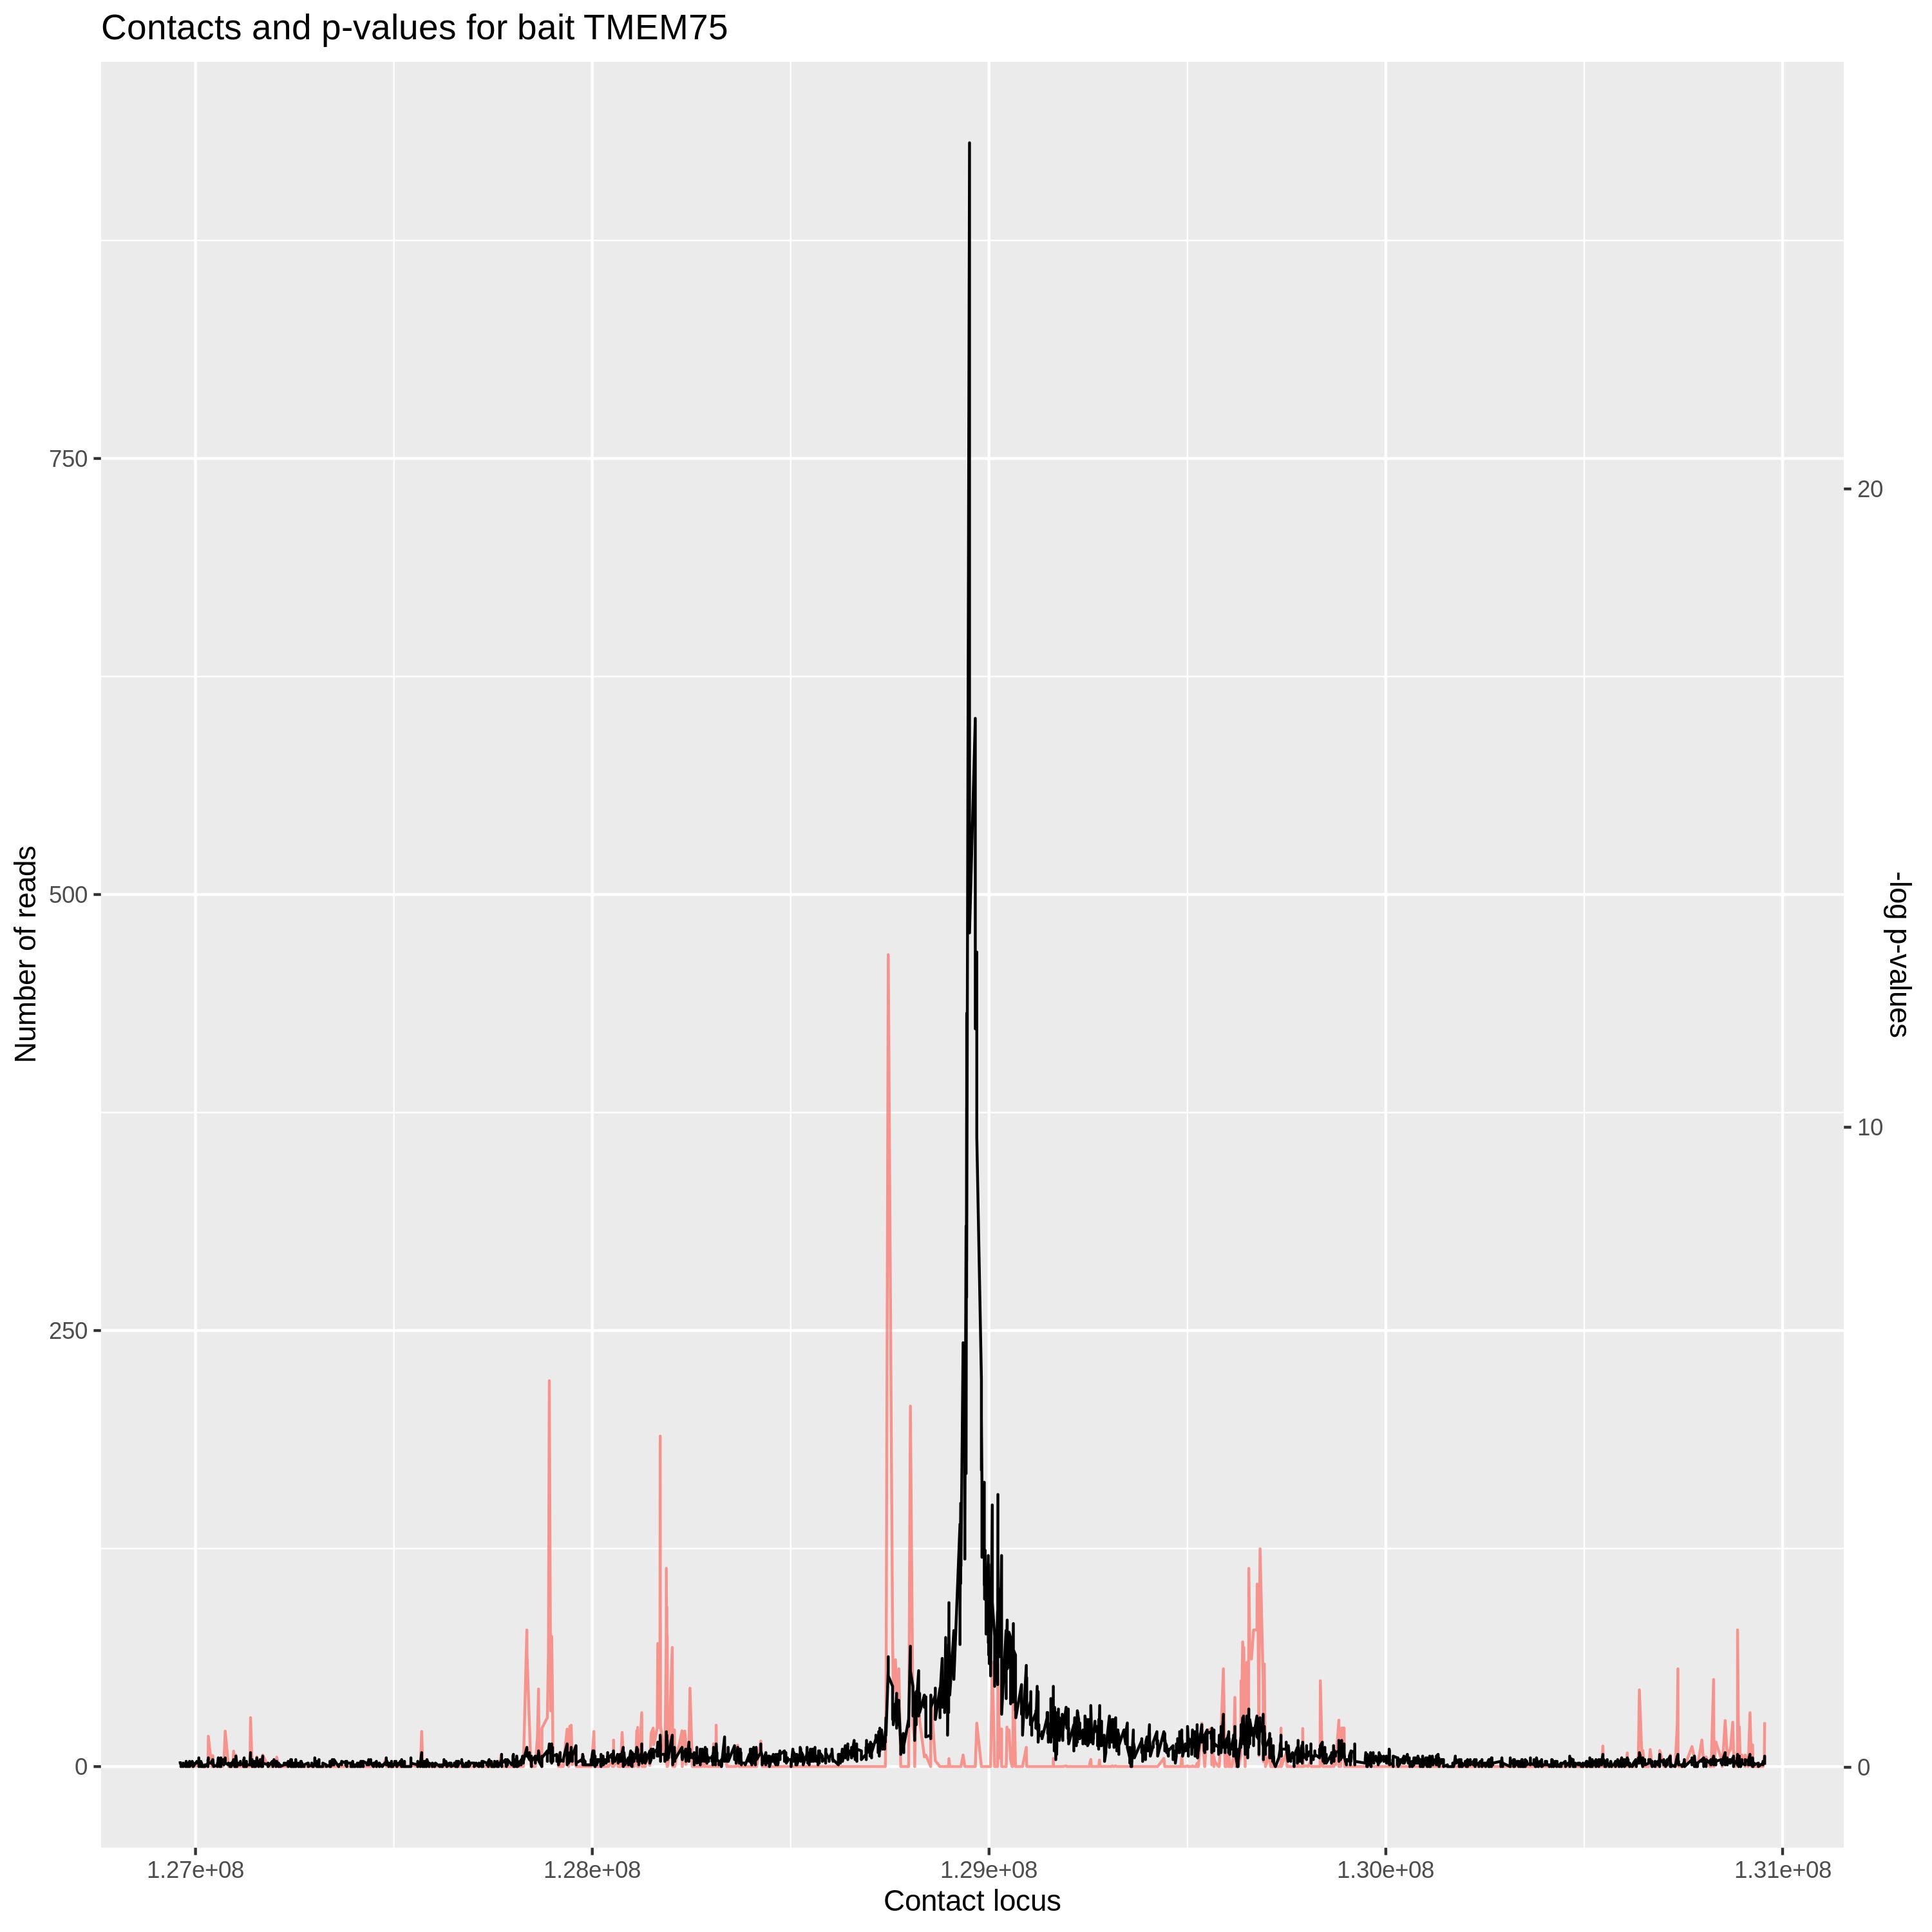 Contacts and p-values for bait TMEM75
Number of reads
750
500
250
0
20
10
0
-log p-values
1.27e+08
1.28e+08
1.29e+08
1.30e+08
1.31e+08
Contact locus